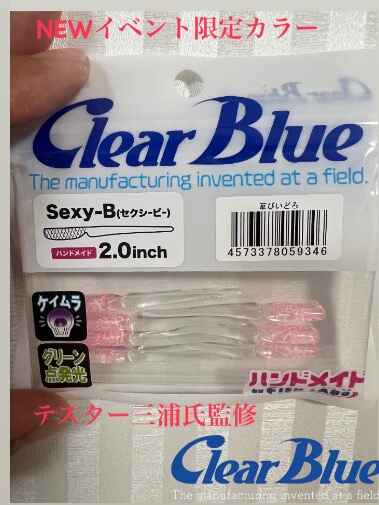 NEWイベント限定カラー
Clear Blue
The manufacturing invented at a field.
Sexy-B(セクシービー)
ハンドメイド 2.0inch
4573378059346
ケイムラ
グリーン
点発光
ハンドメイド
テスター三浦氏監修
Clear Blue
The manufacturing invented at a field